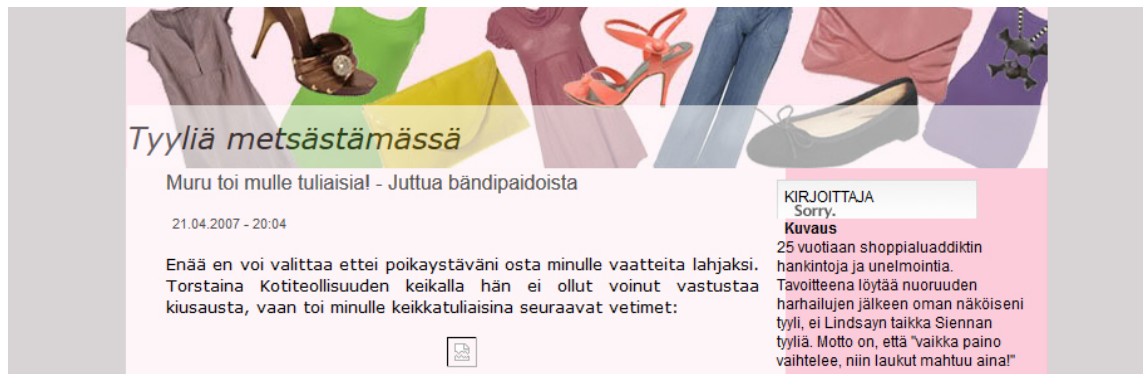 Tyyliä metsästämässä
Muru toi mulle tuliaisia! - Juttua bändipaidoista
21.04.2007 - 20:04
Enää en voi valittaa ettei poikaystäväni osta minulle vaatteita lahjaksi.
Torstaina Kotiteollisuuden keikalla hän ei ollut voinut vastustaa
kiusausta, vaan toi minulle keikkatuliaisina seuraavat vetimet:
KIRJOITTAJA
Sorry.
Kuvaus
25 vuotiaan shoppialuaddiktin
hankintoja ja unelmointia.
Tavoitteena löytää nuoruuden
harhailujen jälkeen oman näköiseni
tyyli, ei Lindsayn taikka Siennan
tyyliä. Motto on, että "vaikka paino
vaihtelee, niin laukut mahtuu aina!"